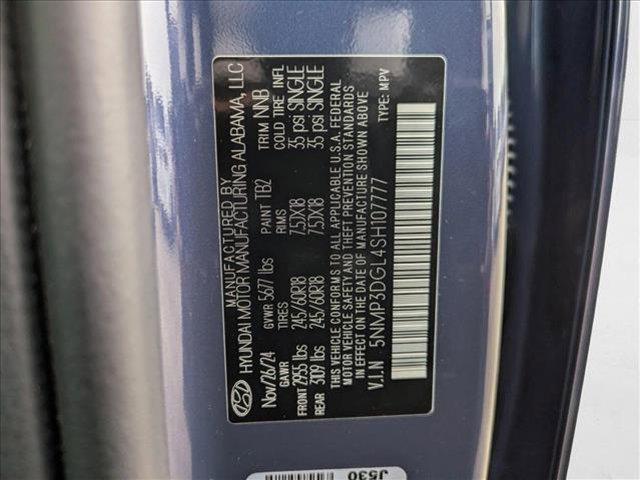 MANUFACTURED BY
HYUNDAI MOTOR MANUFACTURING ALABAMA, LLC
Nov/26/24 GVWR 5677 lbs PAINT TB2 TRIM NNB
GAWR TIRES RIMS COLD TIRE INFL
FRONT 2955 lbs 245/60R18 7.5JX18 35 psi SINGLE
REAR 3109 lbs 245/60R18 7.5JX18 35 psi SINGLE
THIS VEHICLE CONFORMS TO ALL APPLICABLE U.S.A. FEDERAL
MOTOR VEHICLE SAFETY, AND THEFT PREVENTION STANDARDS
IN EFFECT ON THE DATE OF MANUFACTURE SHOWN ABOVE
V.I.N 5NMP3DGL4SH107777 TYPE: MPV
J530